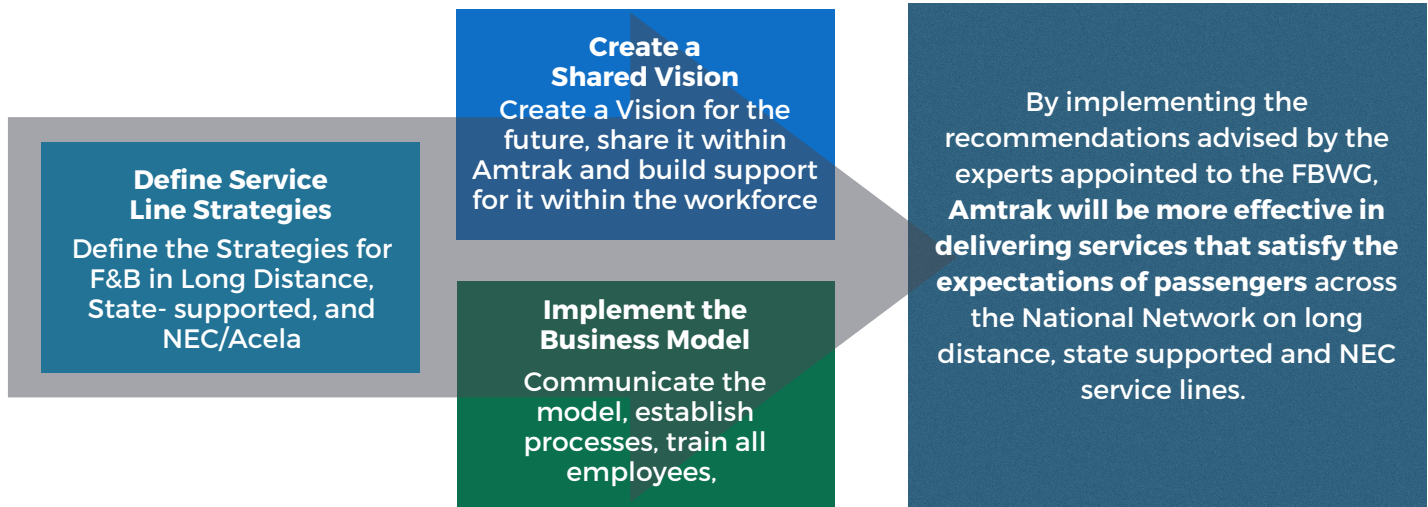 Define Service
Line Strategies
Define the Strategies for
F&B in Long Distance,
State- supported, and
NEC/Acela
Create a
Shared Vision
Create a Vision for the
future, share it within
Amtrak and build support
for it within the workforce
Implement the
Business Model
Communicate the
model, establish
processes, train all
employees,
By implementing the
recommendations advised by the
experts appointed to the FBWG,
Amtrak will be more effective in
delivering services that satisfy the
expectations of passengers across
the National Network on long
distance, state supported and NEC
service lines.